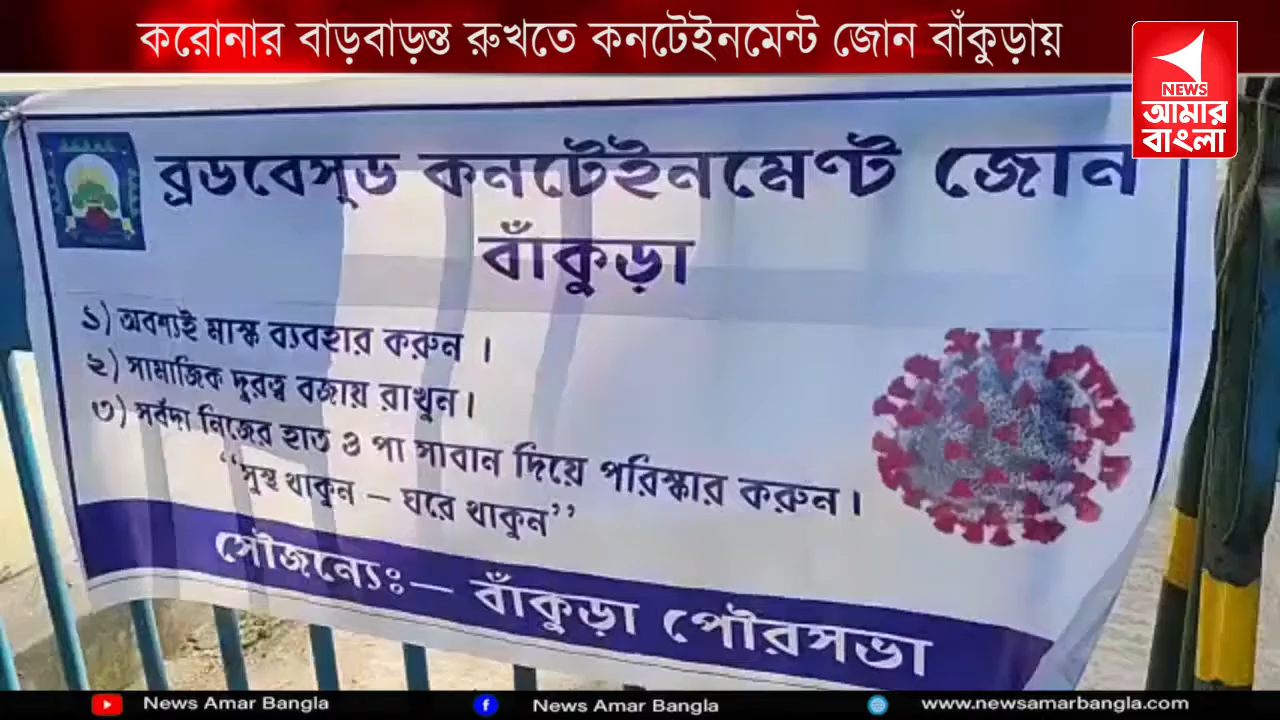 করোনার বাড়বাড়ন্ত রুখতে কনটেইনমেন্ট জোন বাঁকুড়ায়
NEWS
আমার
বাংলা
ব্রডবেস্‌ড কনটেইনমেণ্ট জোন
বাঁকুড়া
১) অবশ্যই মাস্ক ব্যবহার করুন ।
২) সামাজিক দুরত্ব বজায় রাখুন।
৩) সর্বদা নিজের হাত ও পা সাবান দিয়ে পরিস্কার করুন।
‘‘সুস্থ থাকুন – ঘরে থাকুন’’
সৌজন্যেঃ– বাঁকুড়া পৌরসভা
News Amar Bangla
News Amar Bangla
www.newsamarbangla.com